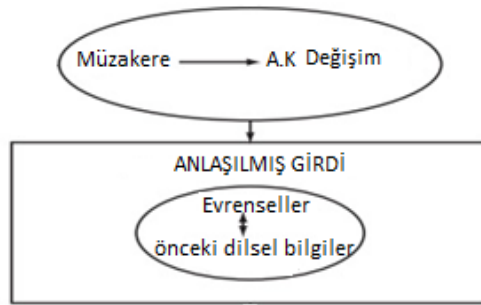 Müzakere A.K Değişim
ANLAŞILMIŞ GİRDİ
Evrenseller
önceki dilsel bilgiler